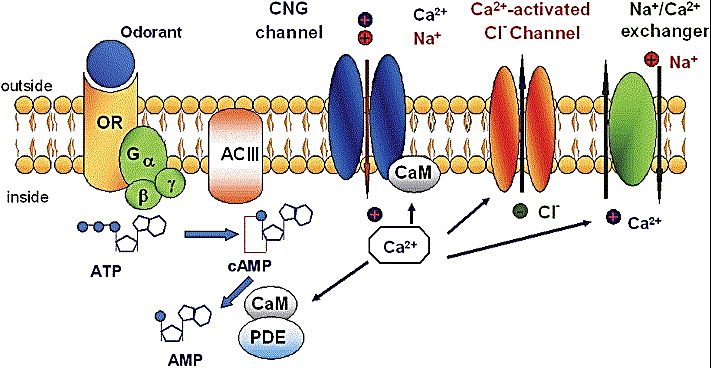 CNG
channel
Odorant
Ca²⁺
Na⁺
Ca²⁺-activated
Cl⁻ Channel
Na⁺/Ca²⁺
exchanger
Na⁺
outside
OR
Gα
β
γ
ACIII
CaM
inside
Cl⁻
Ca²⁺
Ca²⁺
ATP
cAMP
CaM
PDE
AMP